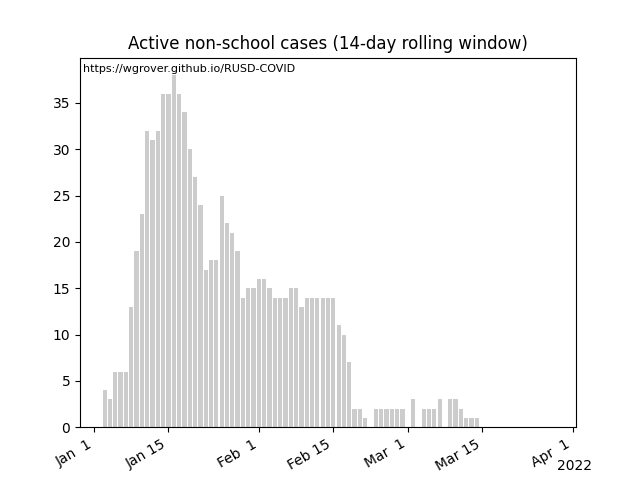 Active non-school cases (14-day rolling window)
https://wgrover.github.io/RUSD-COVID
35
30
25
20
15
10
5
0
Jan 1
Jan 15
Feb 1
Feb 15
Mar 1
Mar 15
Apr 1
2022